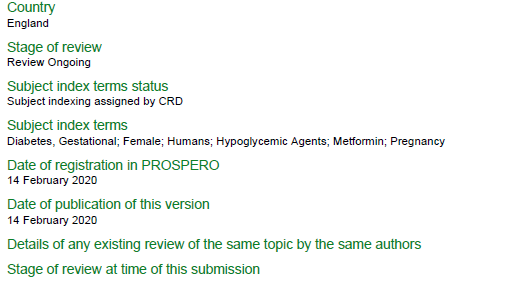 Country
England
Stage of review
Review Ongoing
Subject index terms status
Subject indexing assigned by CRD
Subject index terms
Diabetes, Gestational; Female; Humans; Hypoglycemic Agents; Metformin; Pregnancy
Date of registration in PROSPERO
14 February 2020
Date of publication of this version
14 February 2020
Details of any existing review of the same topic by the same authors
Stage of review at time of this submission